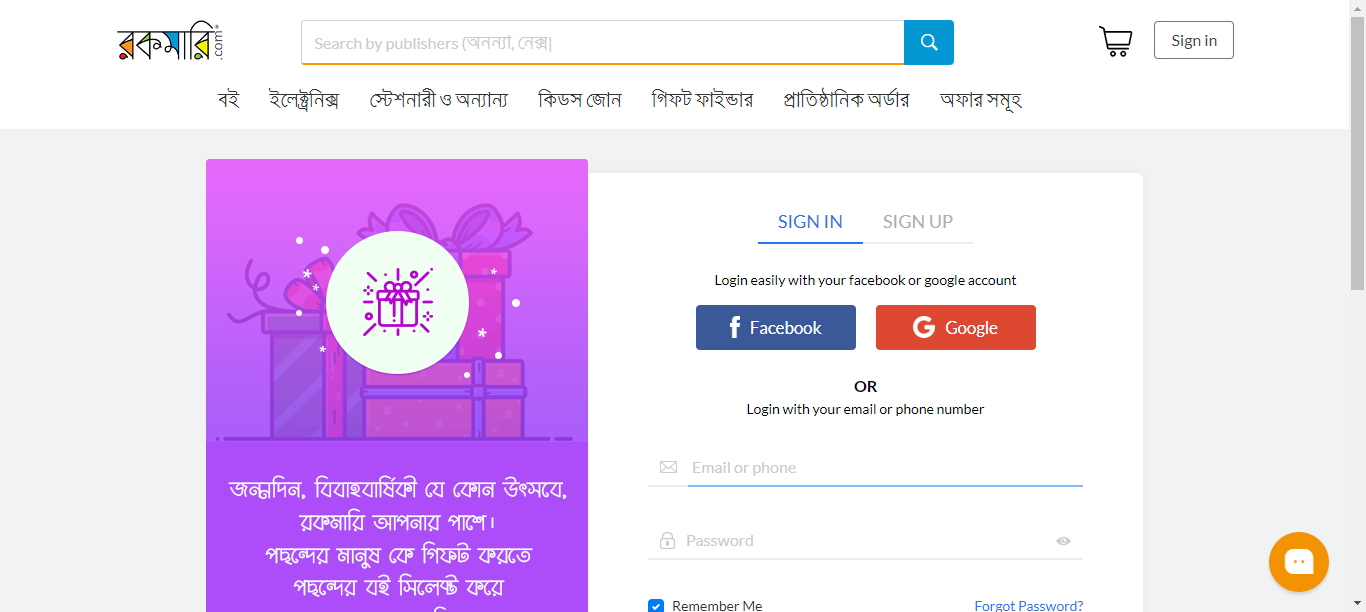 রকমারি.com
Search by publishers (অনন্যা, নেক্স|
Sign in
বই ইলেক্ট্রনিক্স স্টেশনারী ও অন্যান্য কিডস জোন গিফট ফাইন্ডার প্রাতিষ্ঠানিক অর্ডার অফার সমূহ
SIGN IN SIGN UP
Login easily with your facebook or google account
Facebook Google
OR
Login with your email or phone number
Email or phone
Password
Remember Me Forgot Password?
জন্মদিন, বিবাহবার্ষিকী যে কোন উৎসবে,
রকমারি আপনার পাশে।
পছন্দের মানুষ কে গিফট করতে
পছন্দের বই সিলেক্ট করে